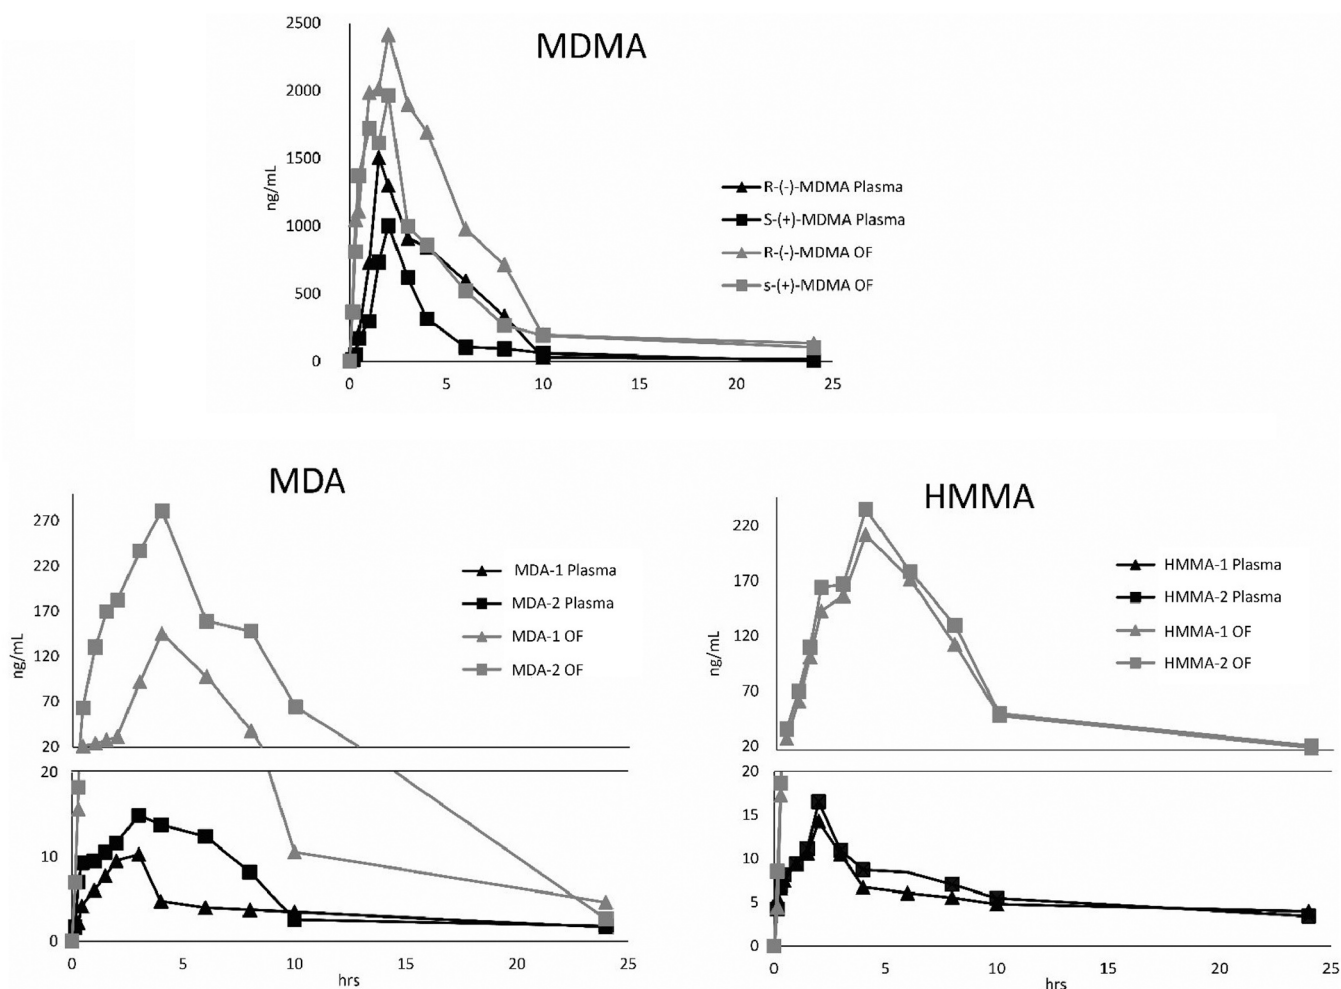 MDMA
2500
2000
1500
1000
500
0
ng/mL
0 5 10 15 20 25
R-(-)-MDMA Plasma
S-(+)-MDMA Plasma
R-(-)-MDMA OF
s-(+)-MDMA OF
MDA
270
220
170
120
70
20
ng/mL
MDA-1 Plasma
MDA-2 Plasma
MDA-1 OF
MDA-2 OF
20
10
0
0 5 10 15 20 25
hrs
HMMA
220
170
120
70
20
ng/mL
HMMA-1 Plasma
HMMA-2 Plasma
HMMA-1 OF
HMMA-2 OF
20
15
10
5
0
0 5 10 15 20 25
hrs